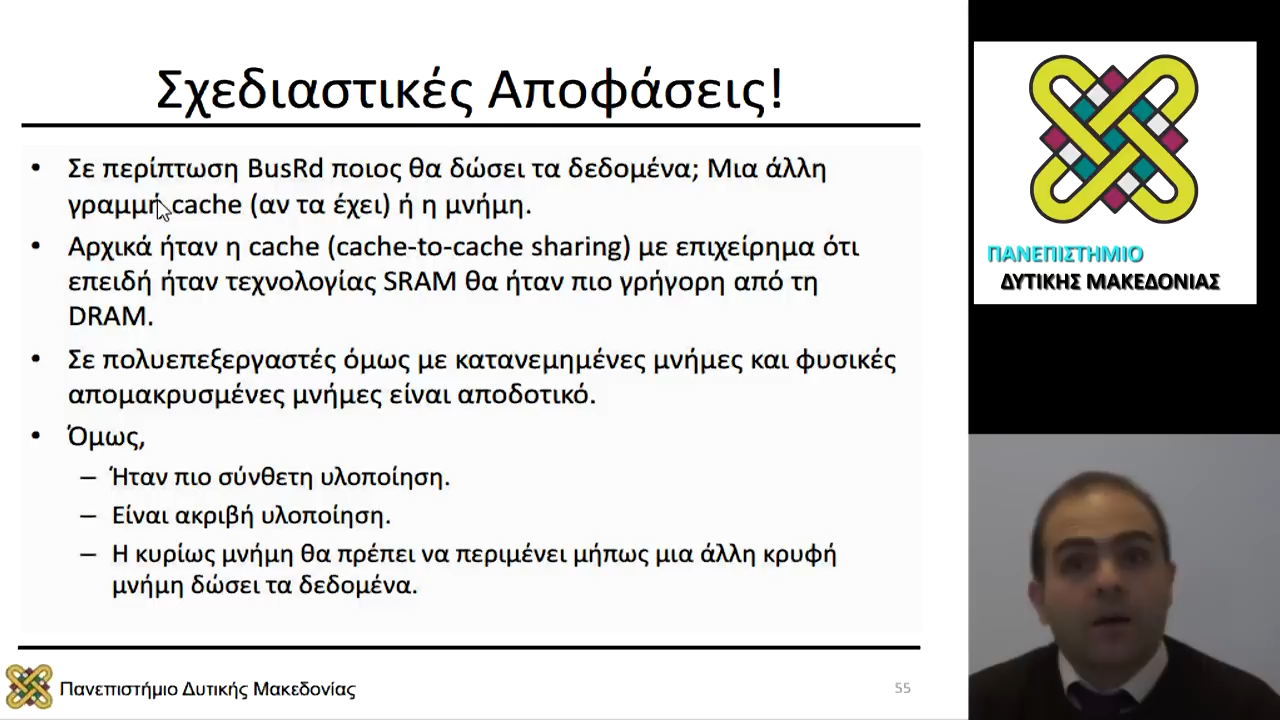 Σχεδιαστικές Αποφάσεις!
• Σε περίπτωση BusRd ποιος θα δώσει τα δεδομένα; Μια άλλη
γραμμή cache (αν τα έχει) ή η μνήμη.
• Αρχικά ήταν η cache (cache-to-cache sharing) με επιχείρημα ότι
επειδή ήταν τεχνολογίας SRAM θα ήταν πιο γρήγορη από τη
DRAM.
• Σε πολυεπεξεργαστές όμως με κατανεμημένες μνήμες και φυσικές
απομακρυσμένες μνήμες είναι αποδοτικό.
• Όμως,
– Ήταν πιο σύνθετη υλοποίηση.
– Είναι ακριβή υλοποίηση.
– Η κυρίως μνήμη θα πρέπει να περιμένει μήπως μια άλλη κρυφή
μνήμη δώσει τα δεδομένα.
Πανεπιστήμιο Δυτικής Μακεδονίας
55
ΠΑΝΕΠΙΣΤΗΜΙΟ
ΔΥΤΙΚΗΣ ΜΑΚΕΔΟΝΙΑΣ